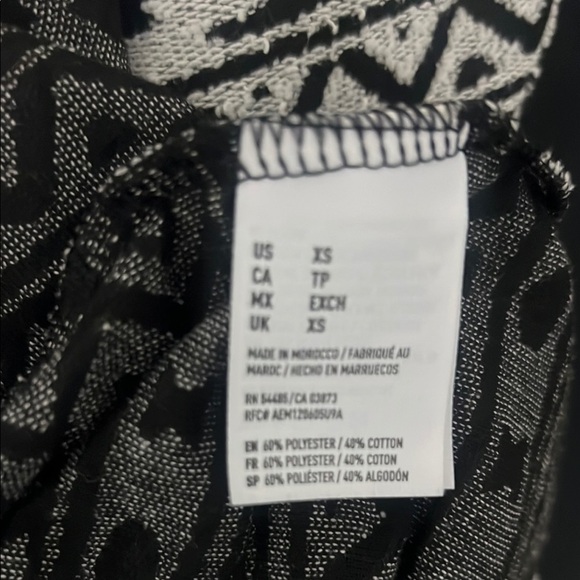 US XS
CA TP
MX EXCH
UK XS
MADE IN MOROCCO / FABRIQUÉ AU
MAROC / HECHO EN MARRUECOS
RN 54485/CA 03873
RFC# AEM120605U9A
EN 60% POLYESTER / 40% COTTON
FR 60% POLYESTER / 40% COTON
SP 60% POLIÉSTER / 40% ALGODÓN